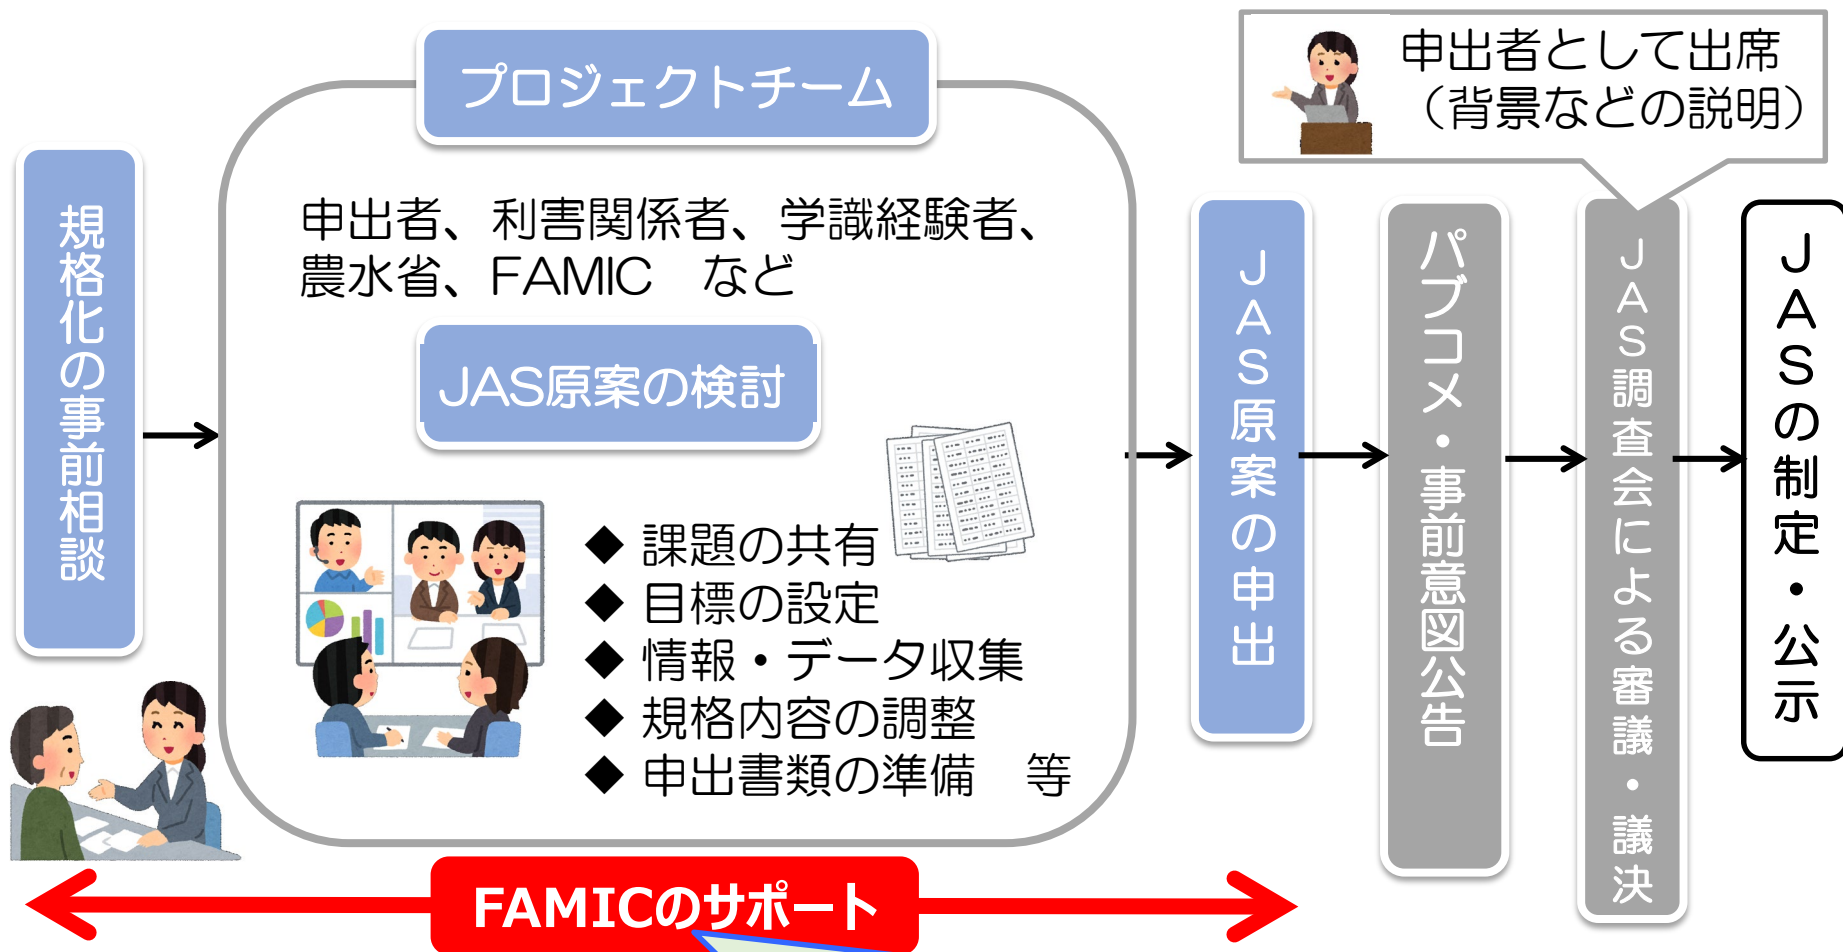 規格化の事前相談
プロジェクトチーム
申出者、利害関係者、学識経験者、
農水省、FAMIC　など
JAS原案の検討
◆ 課題の共有
◆ 目標の設定
◆ 情報・データ収集
◆ 規格内容の調整
◆ 申出書類の準備　等
JAS原案の申出
パブコメ・事前意図公告
申出者として出席
（背景などの説明）
JAS調査会による審議・議決
JASの制定・公示
FAMICのサポート